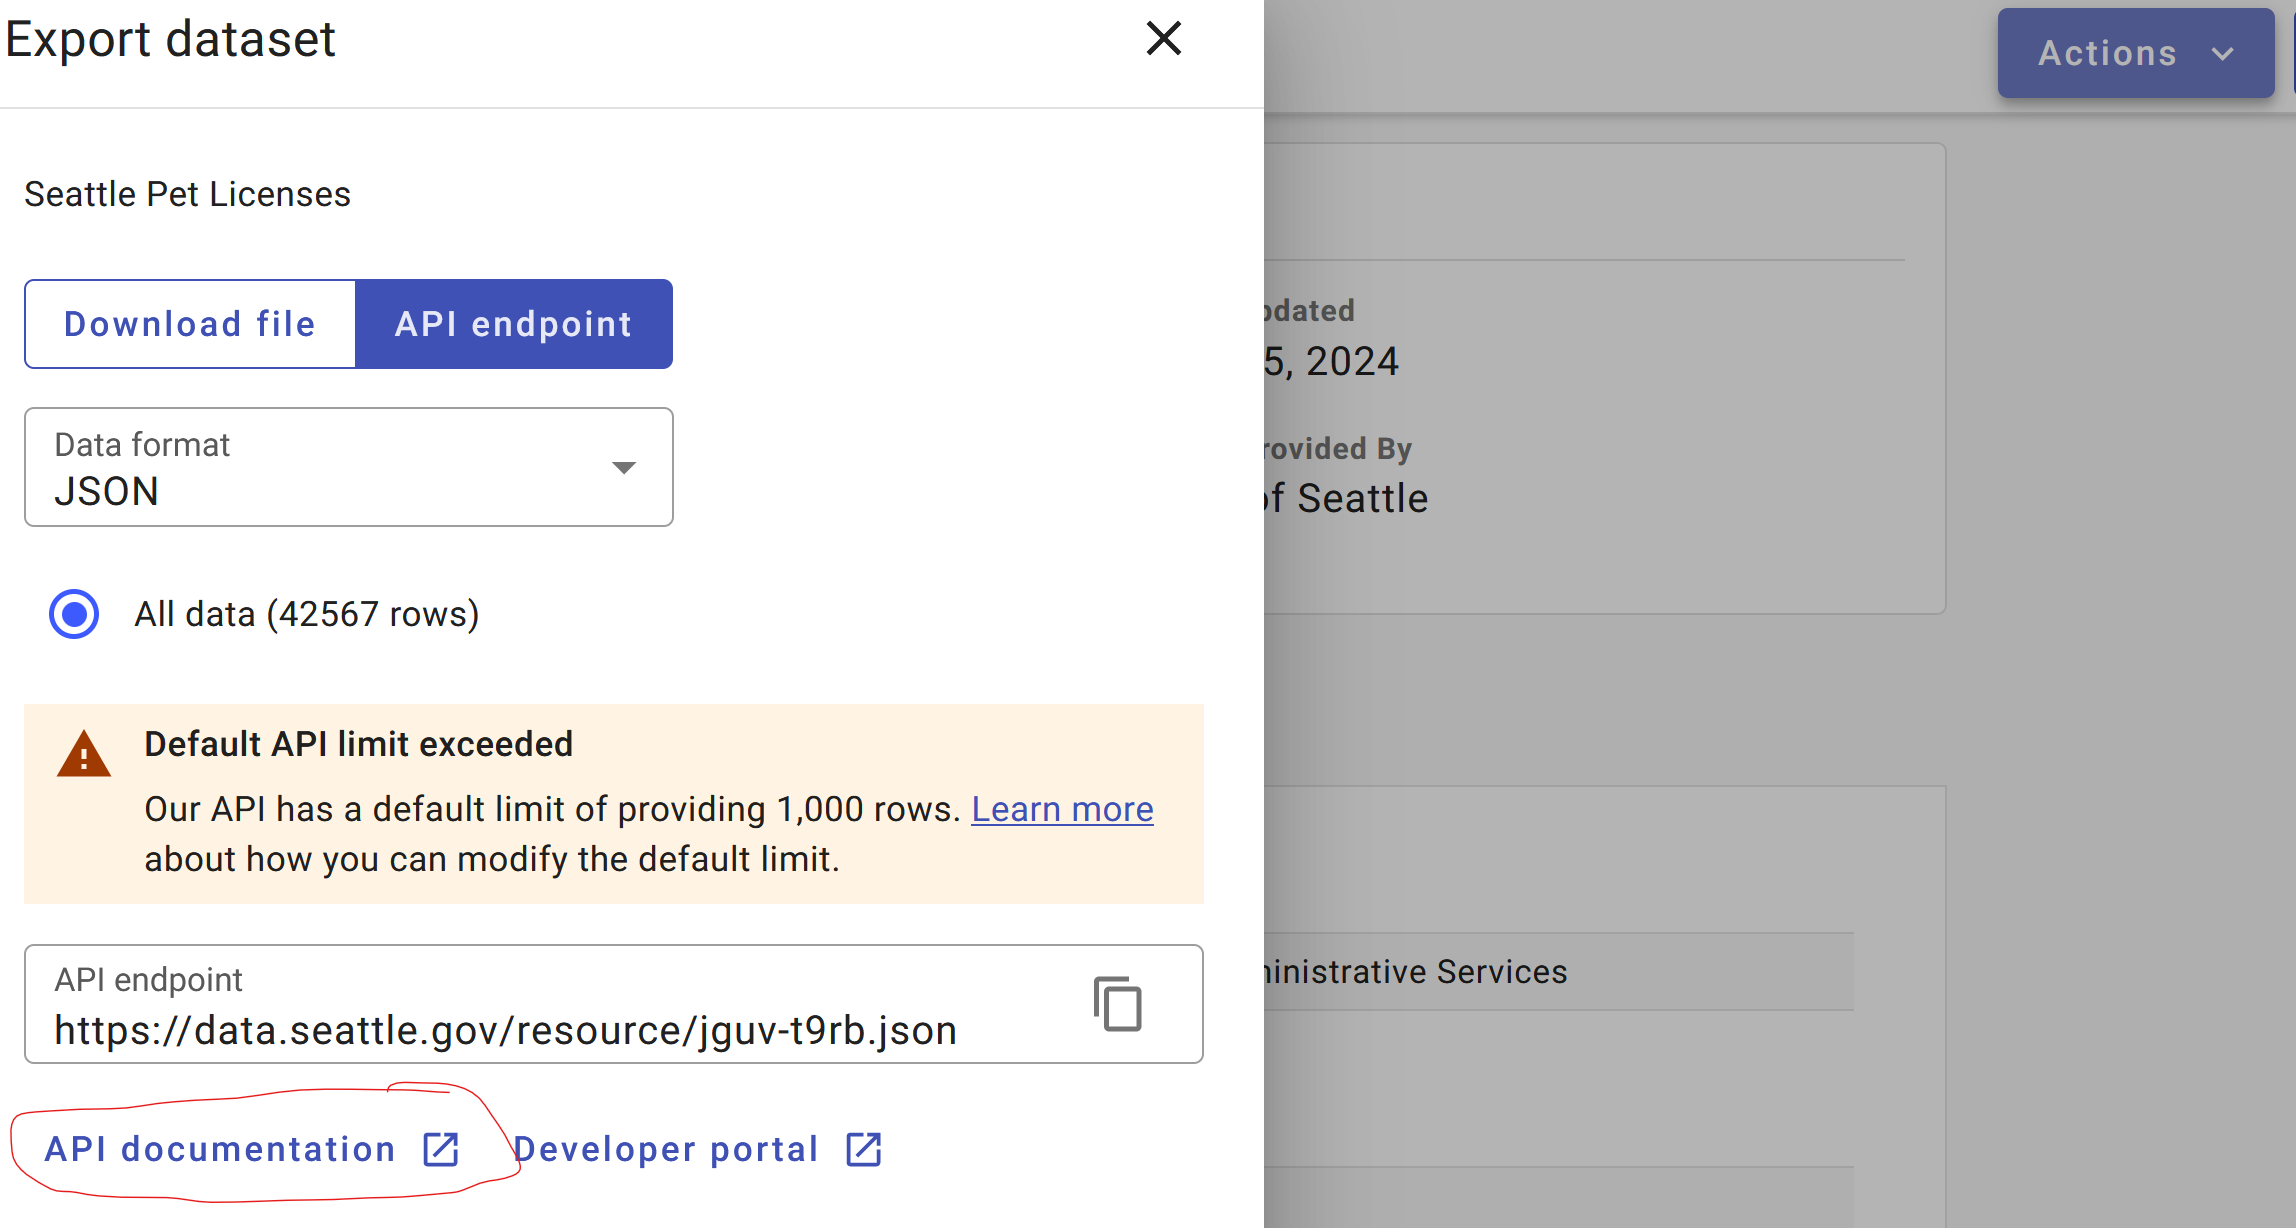 Export dataset
Actions
Seattle Pet Licenses
Download file
API endpoint
Data format
JSON
All data (42567 rows)
Default API limit exceeded
Our API has a default limit of providing 1,000 rows. Learn more
about how you can modify the default limit.
API endpoint
https://data.seattle.gov/resource/jguv-t9rb.json
API documentation
Developer portal
pdated
5, 2024
rovided By
of Seattle
ministrative Services